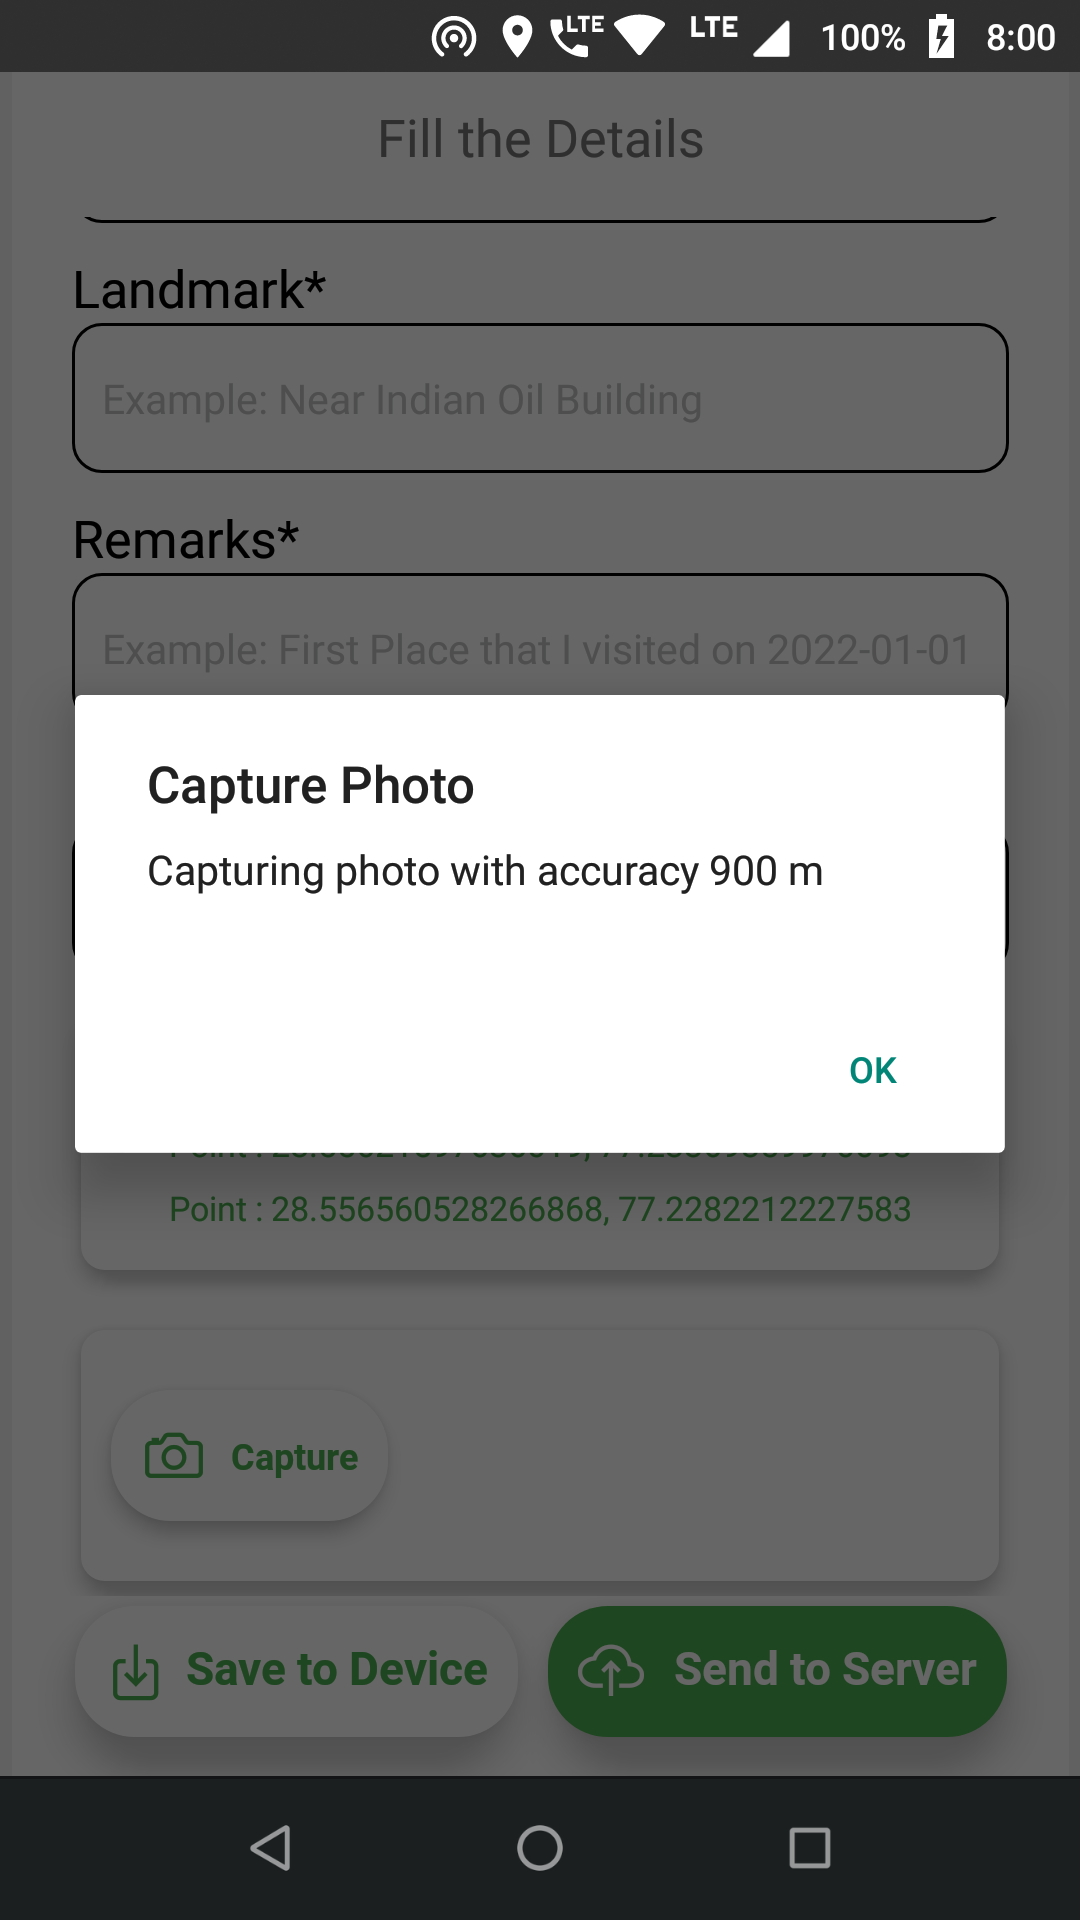 LTE LTE 100% 8:00
Fill the Details
Landmark*
Example: Near Indian Oil Building
Remarks*
Example: First Place that I visited on 2022-01-01
Capture Photo
Capturing photo with accuracy 900 m
OK
Point : 28.556560528266868, 77.2282212227583
Capture
Save to Device
Send to Server